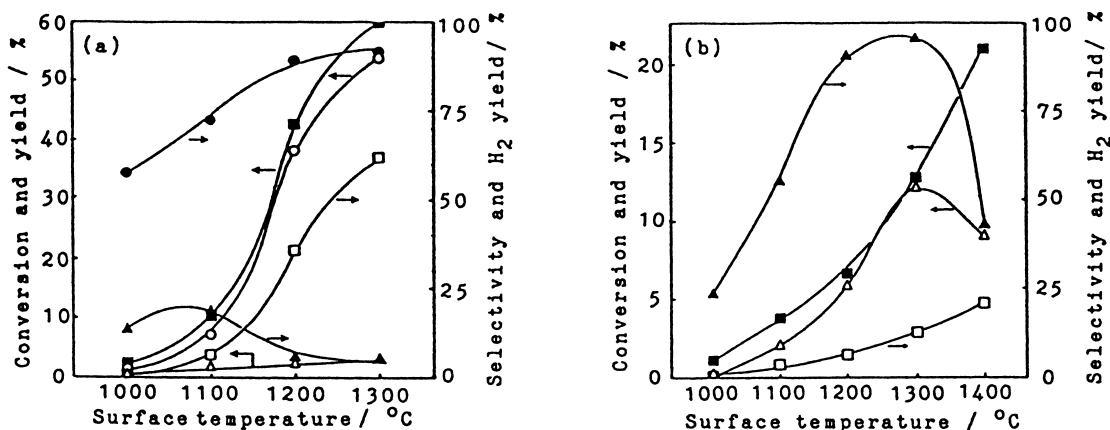 (a)
Conversion and yield / %
60
50
40
30
20
10
0
1000 1100 1200 1300
Surface temperature / °C
100
75
50
25
0
Selectivity and H2 yield/ %
(b)
Conversion and yield / %
20
15
10
5
0
1000 1100 1200 1300 1400
Surface temperature / °C
100
75
50
25
0
Selectivity and H2 yield/ %